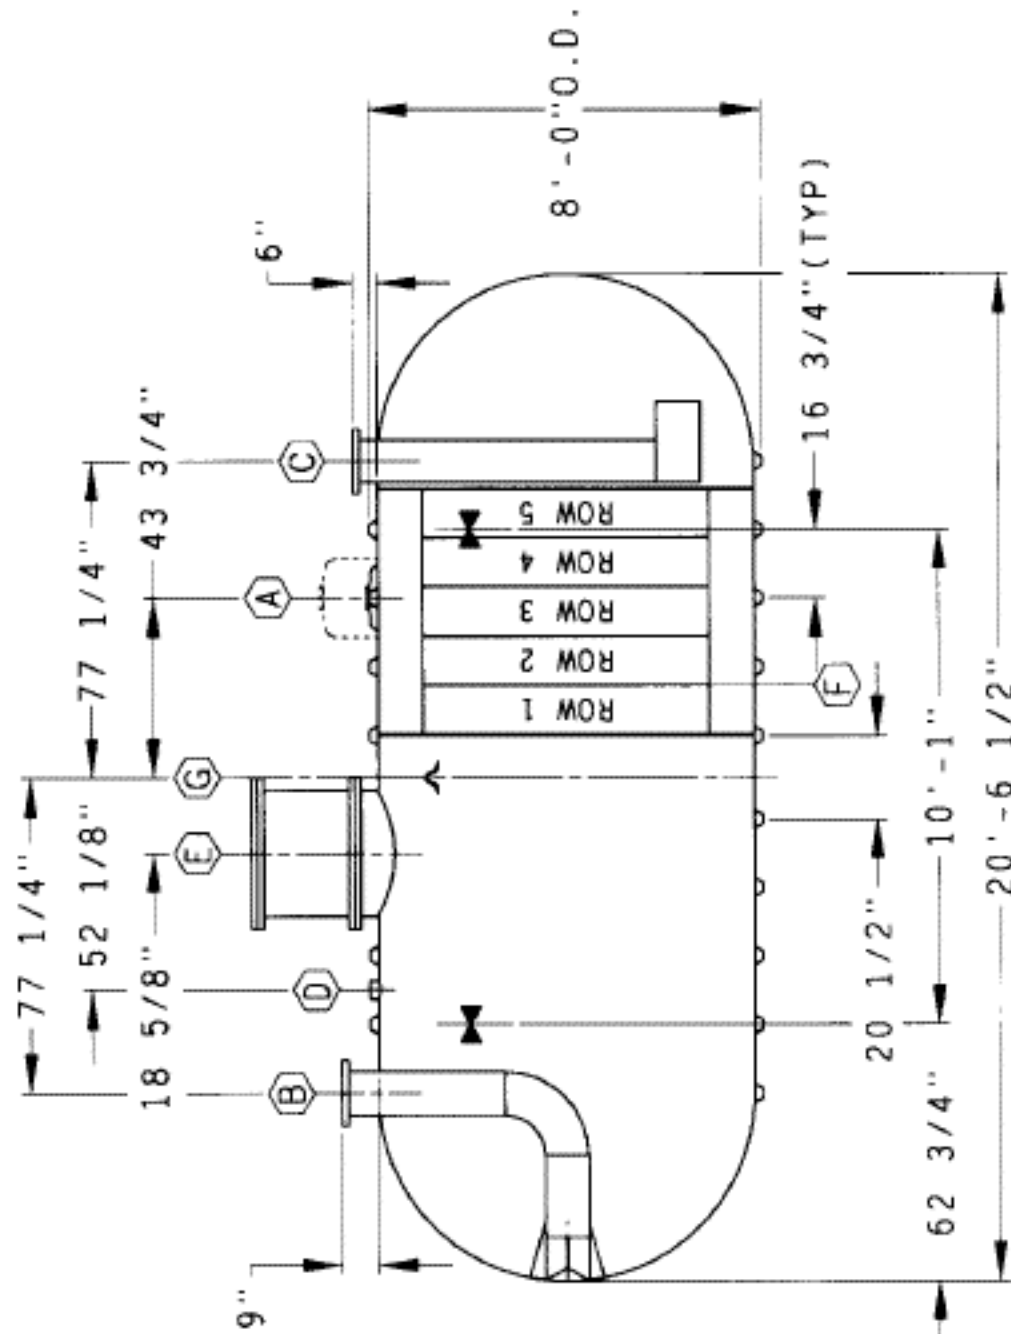 77 1/4"
77 1/4"
52 1/8"
43 3/4"
18 5/8"
9"
6"
B
D
E
G
A
C
ROW 1
ROW 2
ROW 3
ROW 4
ROW 5
F
8'-0"O.D.
16 3/4"(TYP)
20 1/2"
10'-1"
62 3/4"
20'-6 1/2"